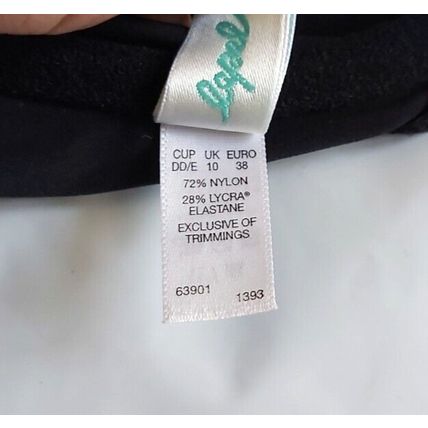 CUP UK EURO
DD/E 10 38
72% NYLON
28% LYCRA®
ELASTANE
EXCLUSIVE OF
TRIMMINGS
63901 1393